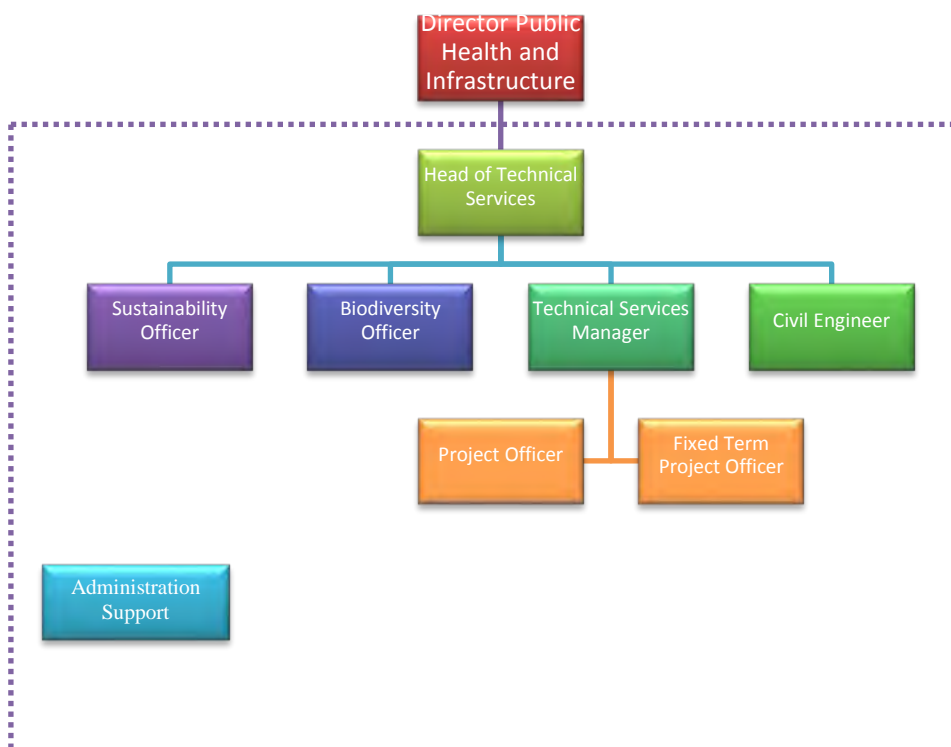 Director Public
Health and
Infrastructure
Head of Technical
Services
Sustainability
Officer
Biodiversity
Officer
Technical Services
Manager
Civil Engineer
Project Officer
Fixed Term
Project Officer
Administration
Support